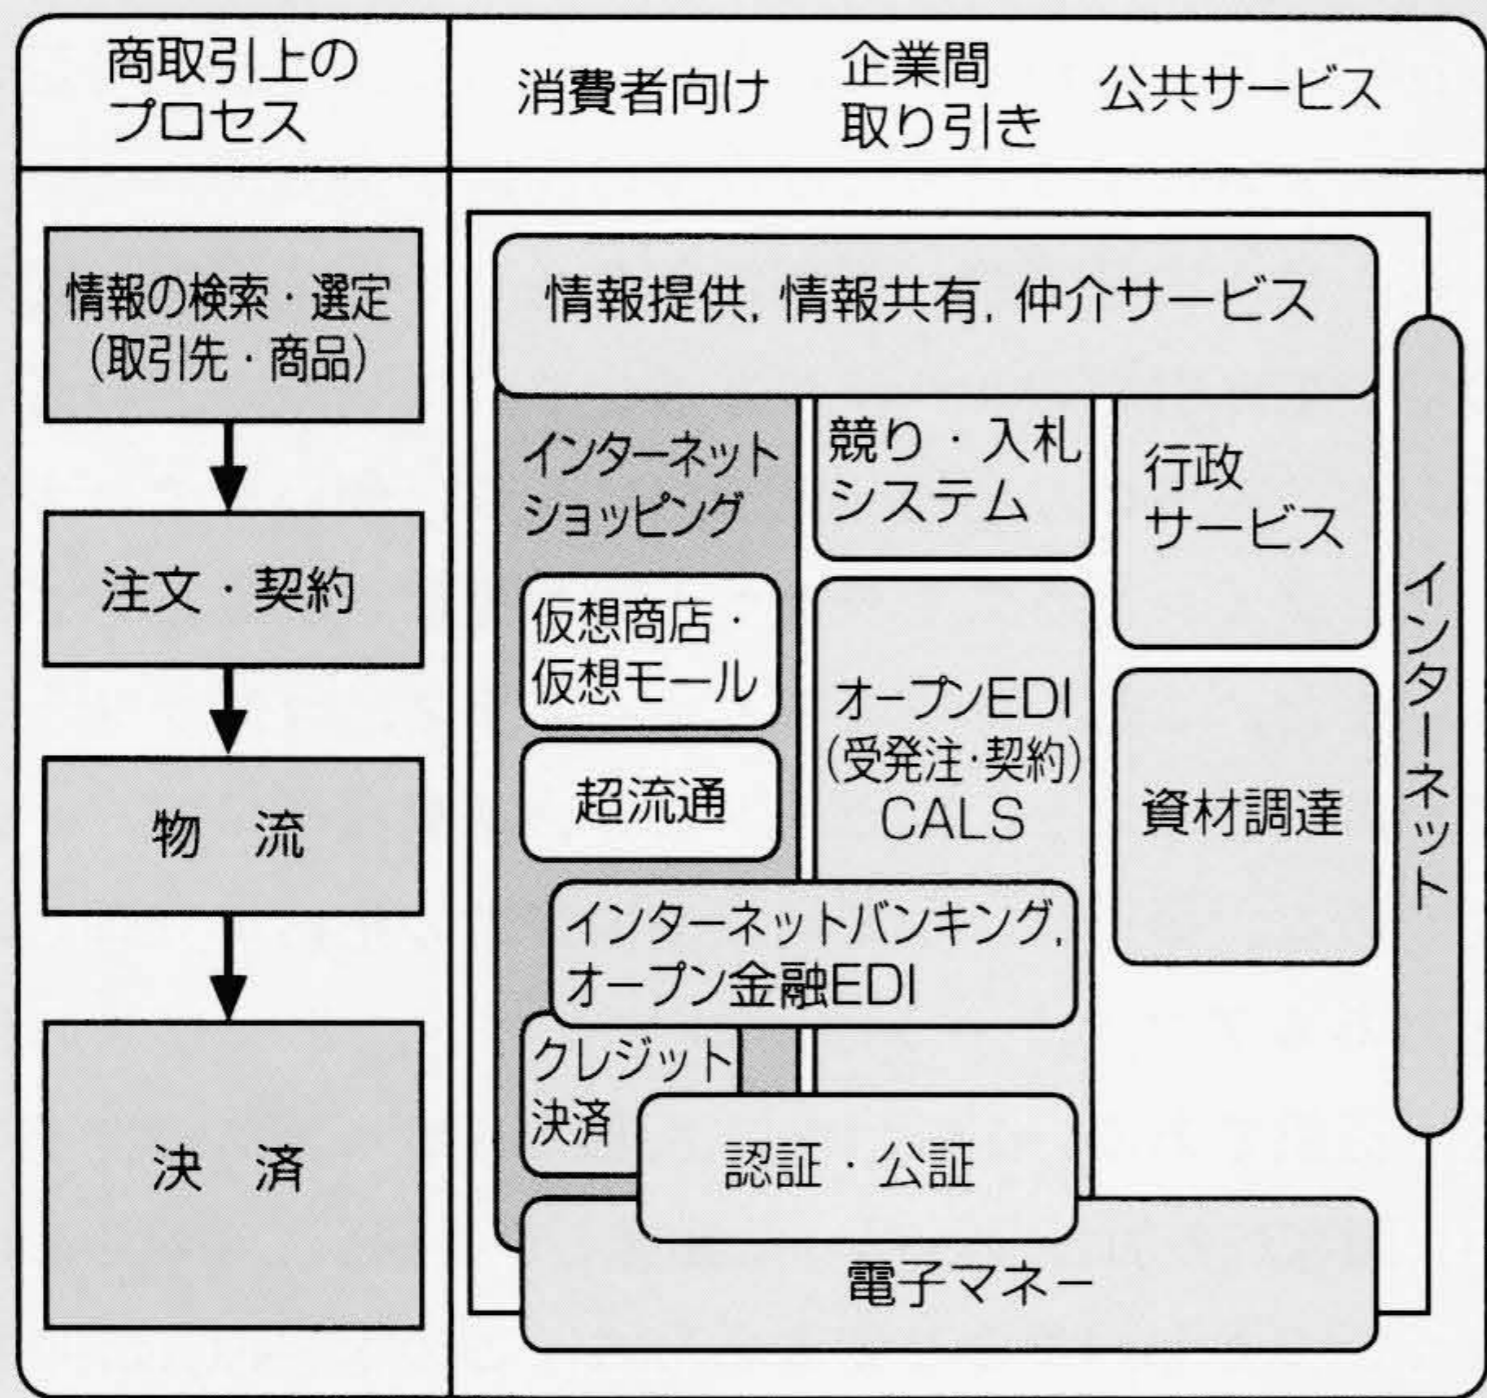 商取引上の
プロセス
消費者向け
企業間
取り引き
公共サービス
情報の検索・選定
(取引先・商品)
注文・契約
物 流
決 済
情報提供, 情報共有, 仲介サービス
インターネット
ショッピング
仮想商店・
仮想モール
超流通
競り・入札
システム
オープンEDI
(受発注・契約)
CALS
行政
サービス
資材調達
インターネットバンキング,
オープン金融EDI
クレジット
決済
認証・公証
電子マネー
インターネット